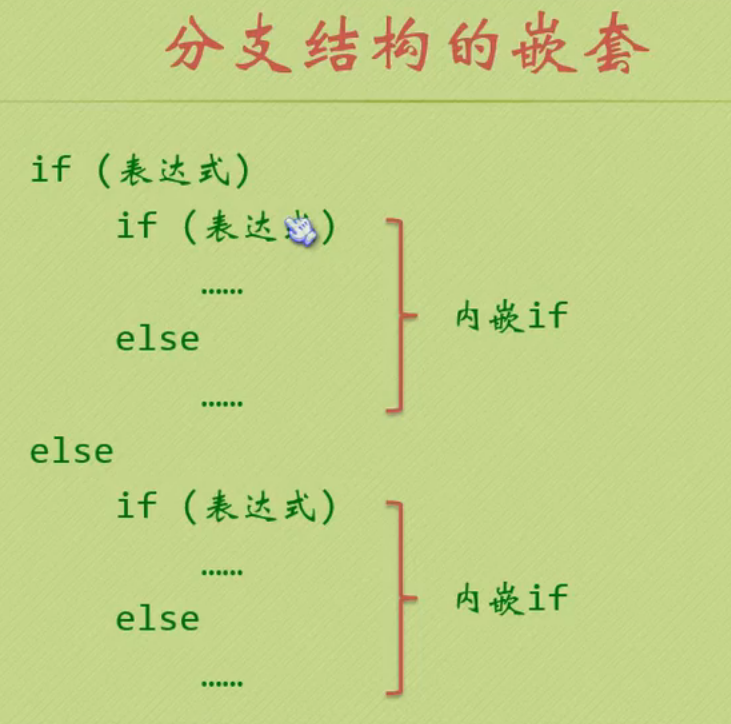 分支结构的嵌套
if (表达式)
if (表达 )
……
else
……
内嵌if
else
if (表达式)
……
else
……
内嵌if